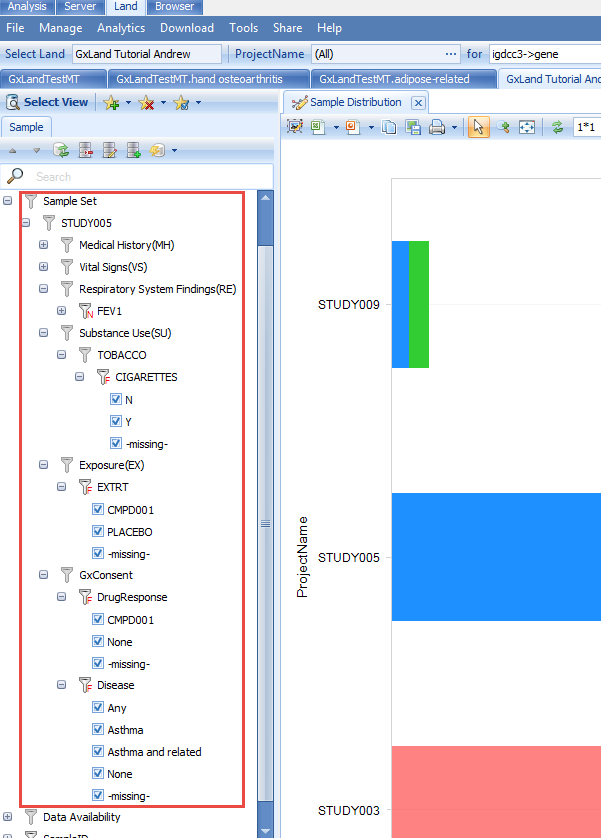 Analysis Server Land Browser
File Manage Analytics Download Tools Share Help
Select Land GxLand Tutorial Andrew ProjectName (All) ... for igdcc3->gene
GxLandTestMT GxLandTestMT.hand osteoarthritis GxLandTestMT.adipose-related GxLand Tutorial And
Select View
Sample
Search
Sample Set
STUDY005
Medical History(MH)
Vital Signs(VS)
Respiratory System Findings(RE)
N FEV1
Substance Use(SU)
TOBACCO
F CIGARETTES
N
Y
-missing-
Exposure(EX)
F EXTRT
CMPD001
PLACEBO
-missing-
GxConsent
F DrugResponse
CMPD001
None
-missing-
F Disease
Any
Asthma
Asthma and related
None
-missing-
Data Availability
SampleID
Sample Distribution
1*1
ProjectName
STUDY009
STUDY005
STUDY003